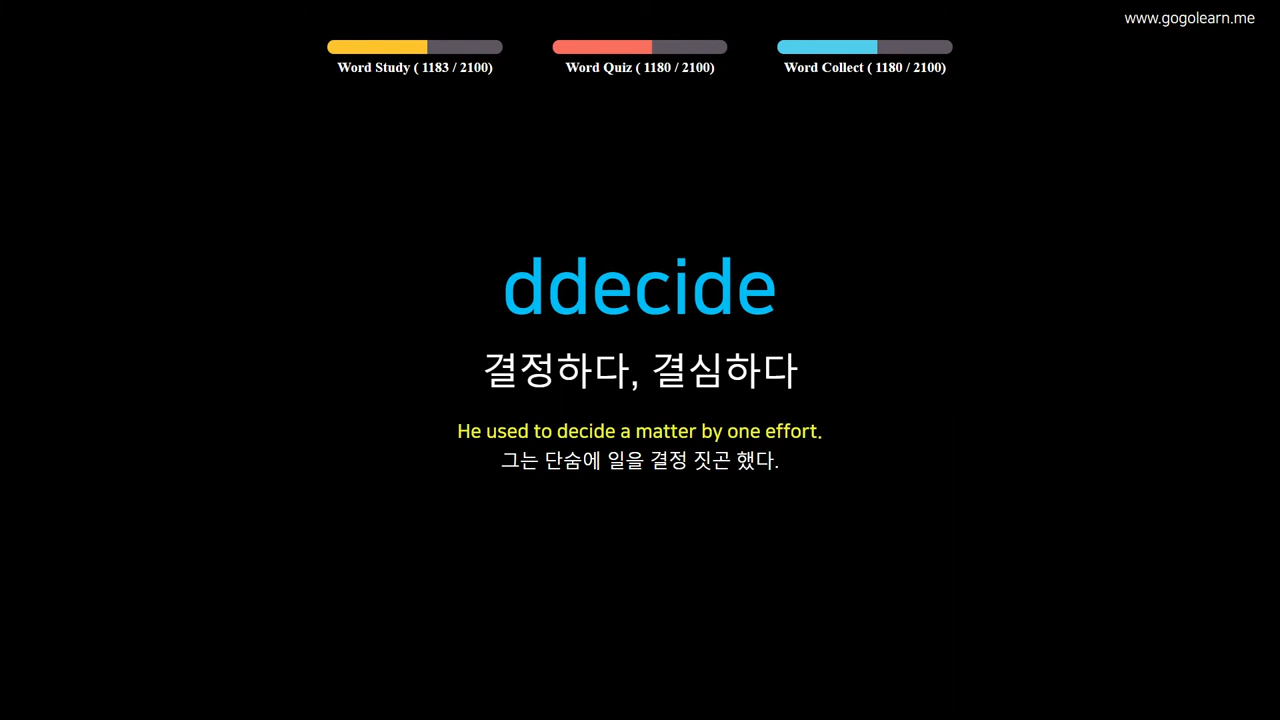 www.gogolearn.me
Word Study ( 1183 / 2100)
Word Quiz ( 1180 / 2100)
Word Collect ( 1180 / 2100)
ddecide
결정하다, 결심하다
He used to decide a matter by one effort.
그는 단숨에 일을 결정 짓곤 했다.